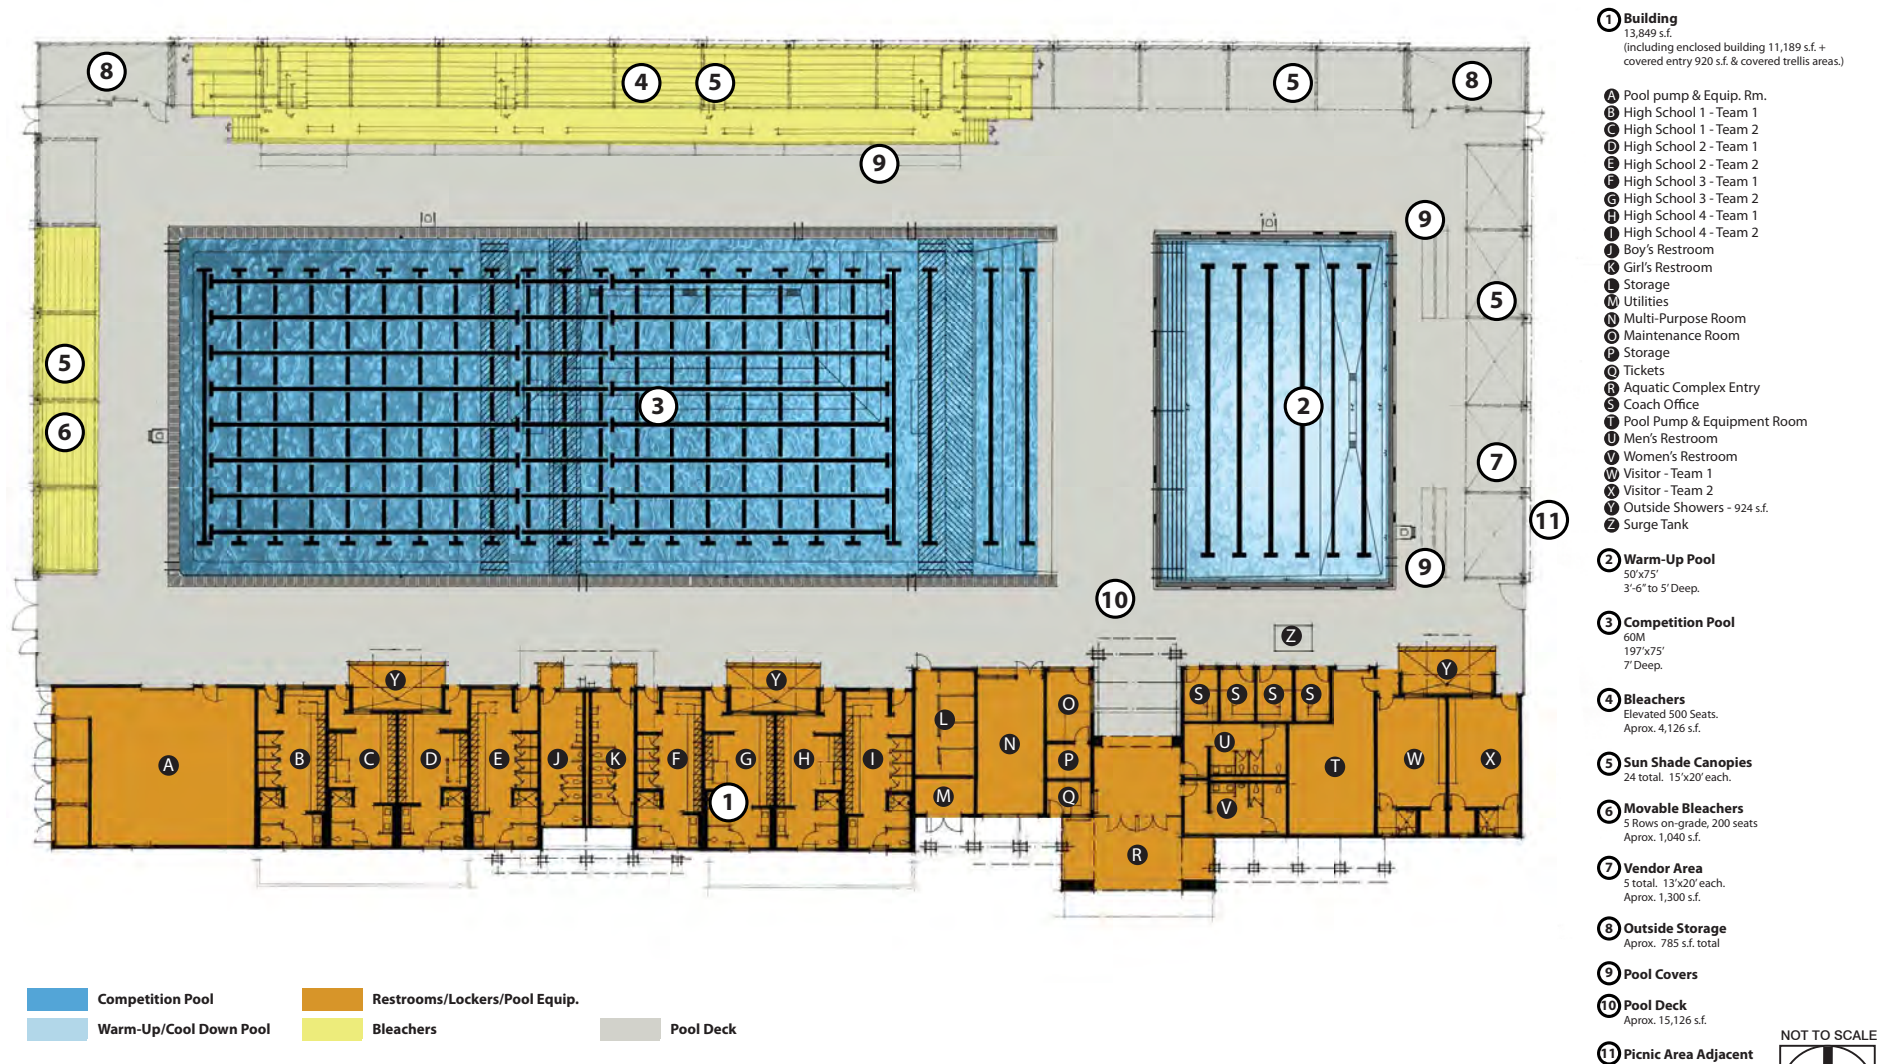 8
4
5
5
8
9
9
5
5
6
3
2
7
11
9
10
Z
Y
Y
Y
S
S
S
S
A
B
C
D
E
J
K
F
G
H
I
L
N
O
P
M
Q
U
V
T
W
X
1
R
1 Building
13,849 s.f.
(including enclosed building 11,189 s.f. +
covered entry 920 s.f. & covered trellis areas.)
A Pool pump & Equip. Rm.
B High School 1 - Team 1
C High School 1 - Team 2
D High School 2 - Team 1
E High School 2 - Team 2
F High School 3 - Team 1
G High School 3 - Team 2
H High School 4 - Team 1
I High School 4 - Team 2
J Boy's Restroom
K Girl's Restroom
L Storage
M Utilities
N Multi-Purpose Room
O Maintenance Room
P Storage
Q Tickets
R Aquatic Complex Entry
S Coach Office
T Pool Pump & Equipment Room
U Men's Restroom
V Women's Restroom
W Visitor - Team 1
X Visitor - Team 2
Y Outside Showers - 924 s.f.
Z Surge Tank
2 Warm-Up Pool
50'x75'
3'-6" to 5' Deep.
3 Competition Pool
60M
197'x75'
7' Deep.
4 Bleachers
Elevated 500 Seats.
Aprox. 4,126 s.f.
5 Sun Shade Canopies
24 total. 15'x20' each.
6 Movable Bleachers
5 Rows on-grade, 200 seats
Aprox. 1,040 s.f.
7 Vendor Area
5 total. 13'x20' each.
Aprox. 1,300 s.f.
8 Outside Storage
Aprox. 785 s.f. total
9 Pool Covers
10 Pool Deck
Aprox. 15,126 s.f.
11 Picnic Area Adjacent
Competition Pool
Warm-Up/Cool Down Pool
Restrooms/Lockers/Pool Equip.
Bleachers
Pool Deck
NOT TO SCALE